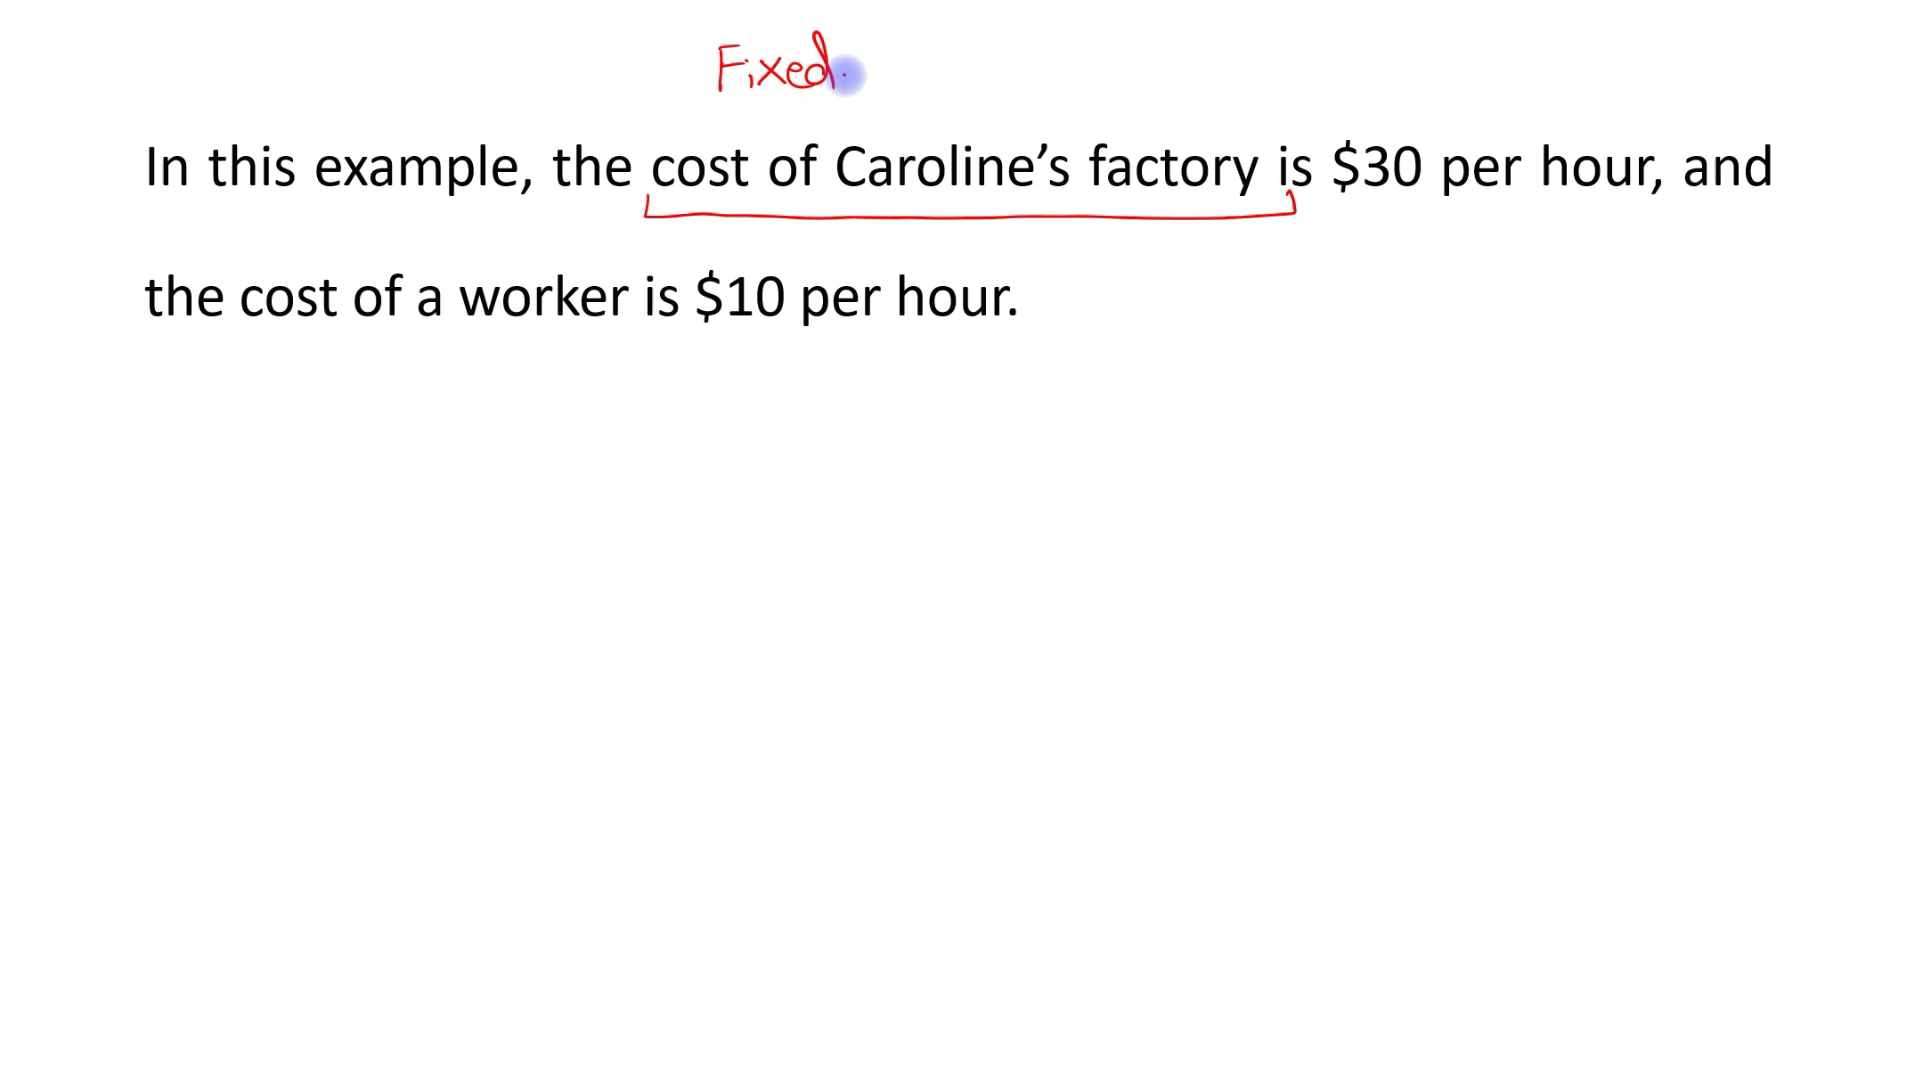 Fixed.
In this example, the cost of Caroline’s factory is $30 per hour, and
the cost of a worker is $10 per hour.